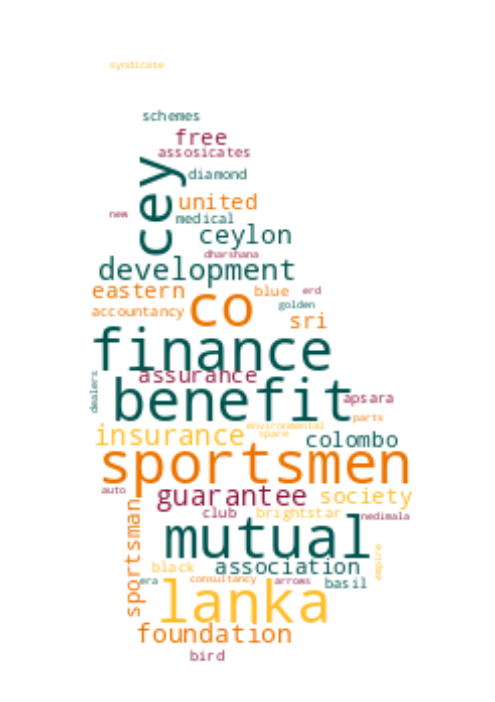 syndicate
schemes
free
assosicates
cey
diamond
united
new
medical
ceylon
dharshana
development
eastern
blue
erd
co
golden
accountancy
sri
finance
assurance
dealers
benefit
apsara
parts
environmental
insurance
spare
colombo
sportsmen
auto
guarantee
society
sportsman
club
brightstar
nedimala
mutual
empire
association
black
era
consultancy
arrows
basil
lanka
foundation
bird